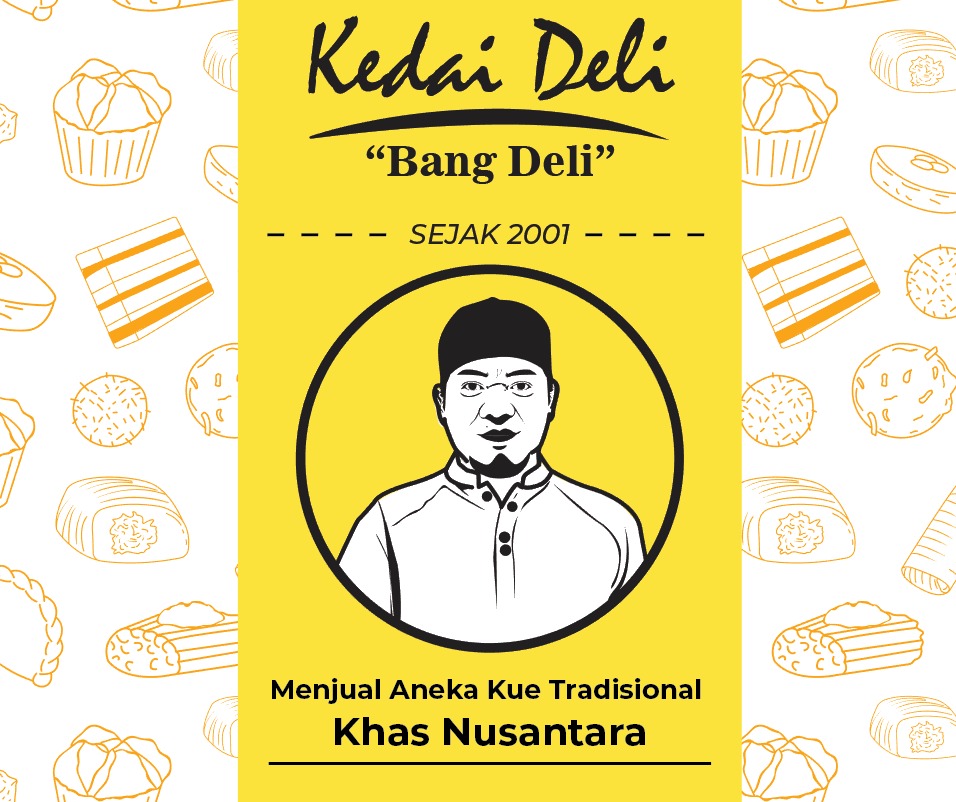 Kedai Deli
“Bang Deli”
SEJAK 2001
Menjual Aneka Kue Tradisional
Khas Nusantara